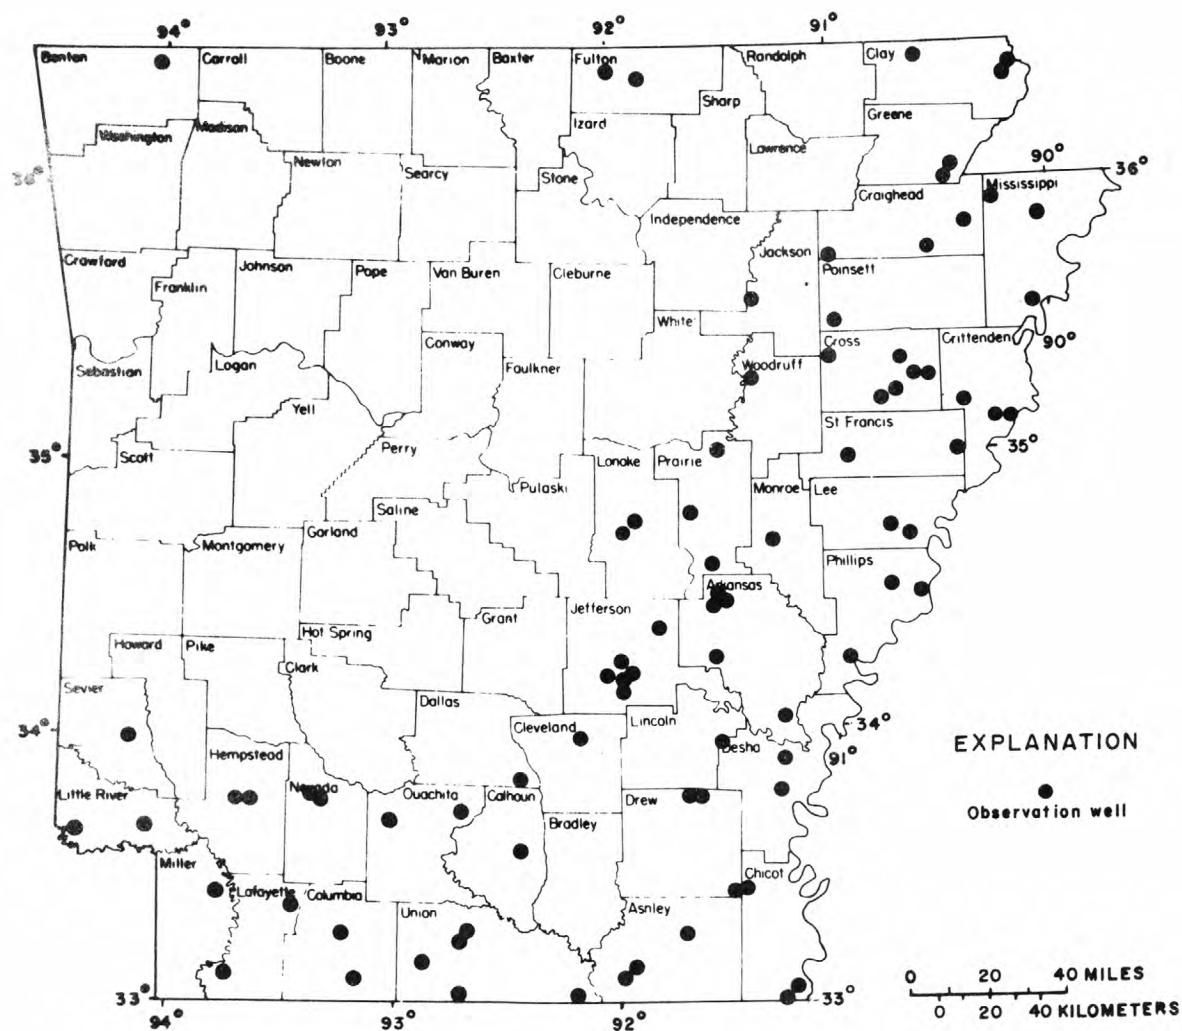 94° 93° 92° 91°
Benton Carroll Boone Marion Baxter Fulton Randolph Clay
Sharp
Greene
Izard
Washington Madison
Lawrence
Newton Searcy Stone
90° 36°
36°
Mississippi
Craighead
Independence
Jackson
Crawford Johnson Pope Van Buren Cleburne Poinsett
Franklin
White
Conway Cross Crittenden 90°
Sebastian Logan Faulkner Woodruff
Yell
St Francis
35° Scott Perry Lonoke Prairie 35°
Pulaski Monroe Lee
Saline
Polk Montgomery Garland
Phillips
Arkansas
Jefferson
Grant
Howard Pike Hot Spring
Clark
Sevier
Dallas
34° Cleveland Lincoln 34°
Desha 91°
Hempstead
Little River Nevada Ouachita Calhoun Drew
Bradley
Miller Chicot
Lafayette Columbia
Union Ashley
33° 33°
94° 93° 92°
EXPLANATION
Observation well
0 20 40 MILES
0 20 40 KILOMETERS